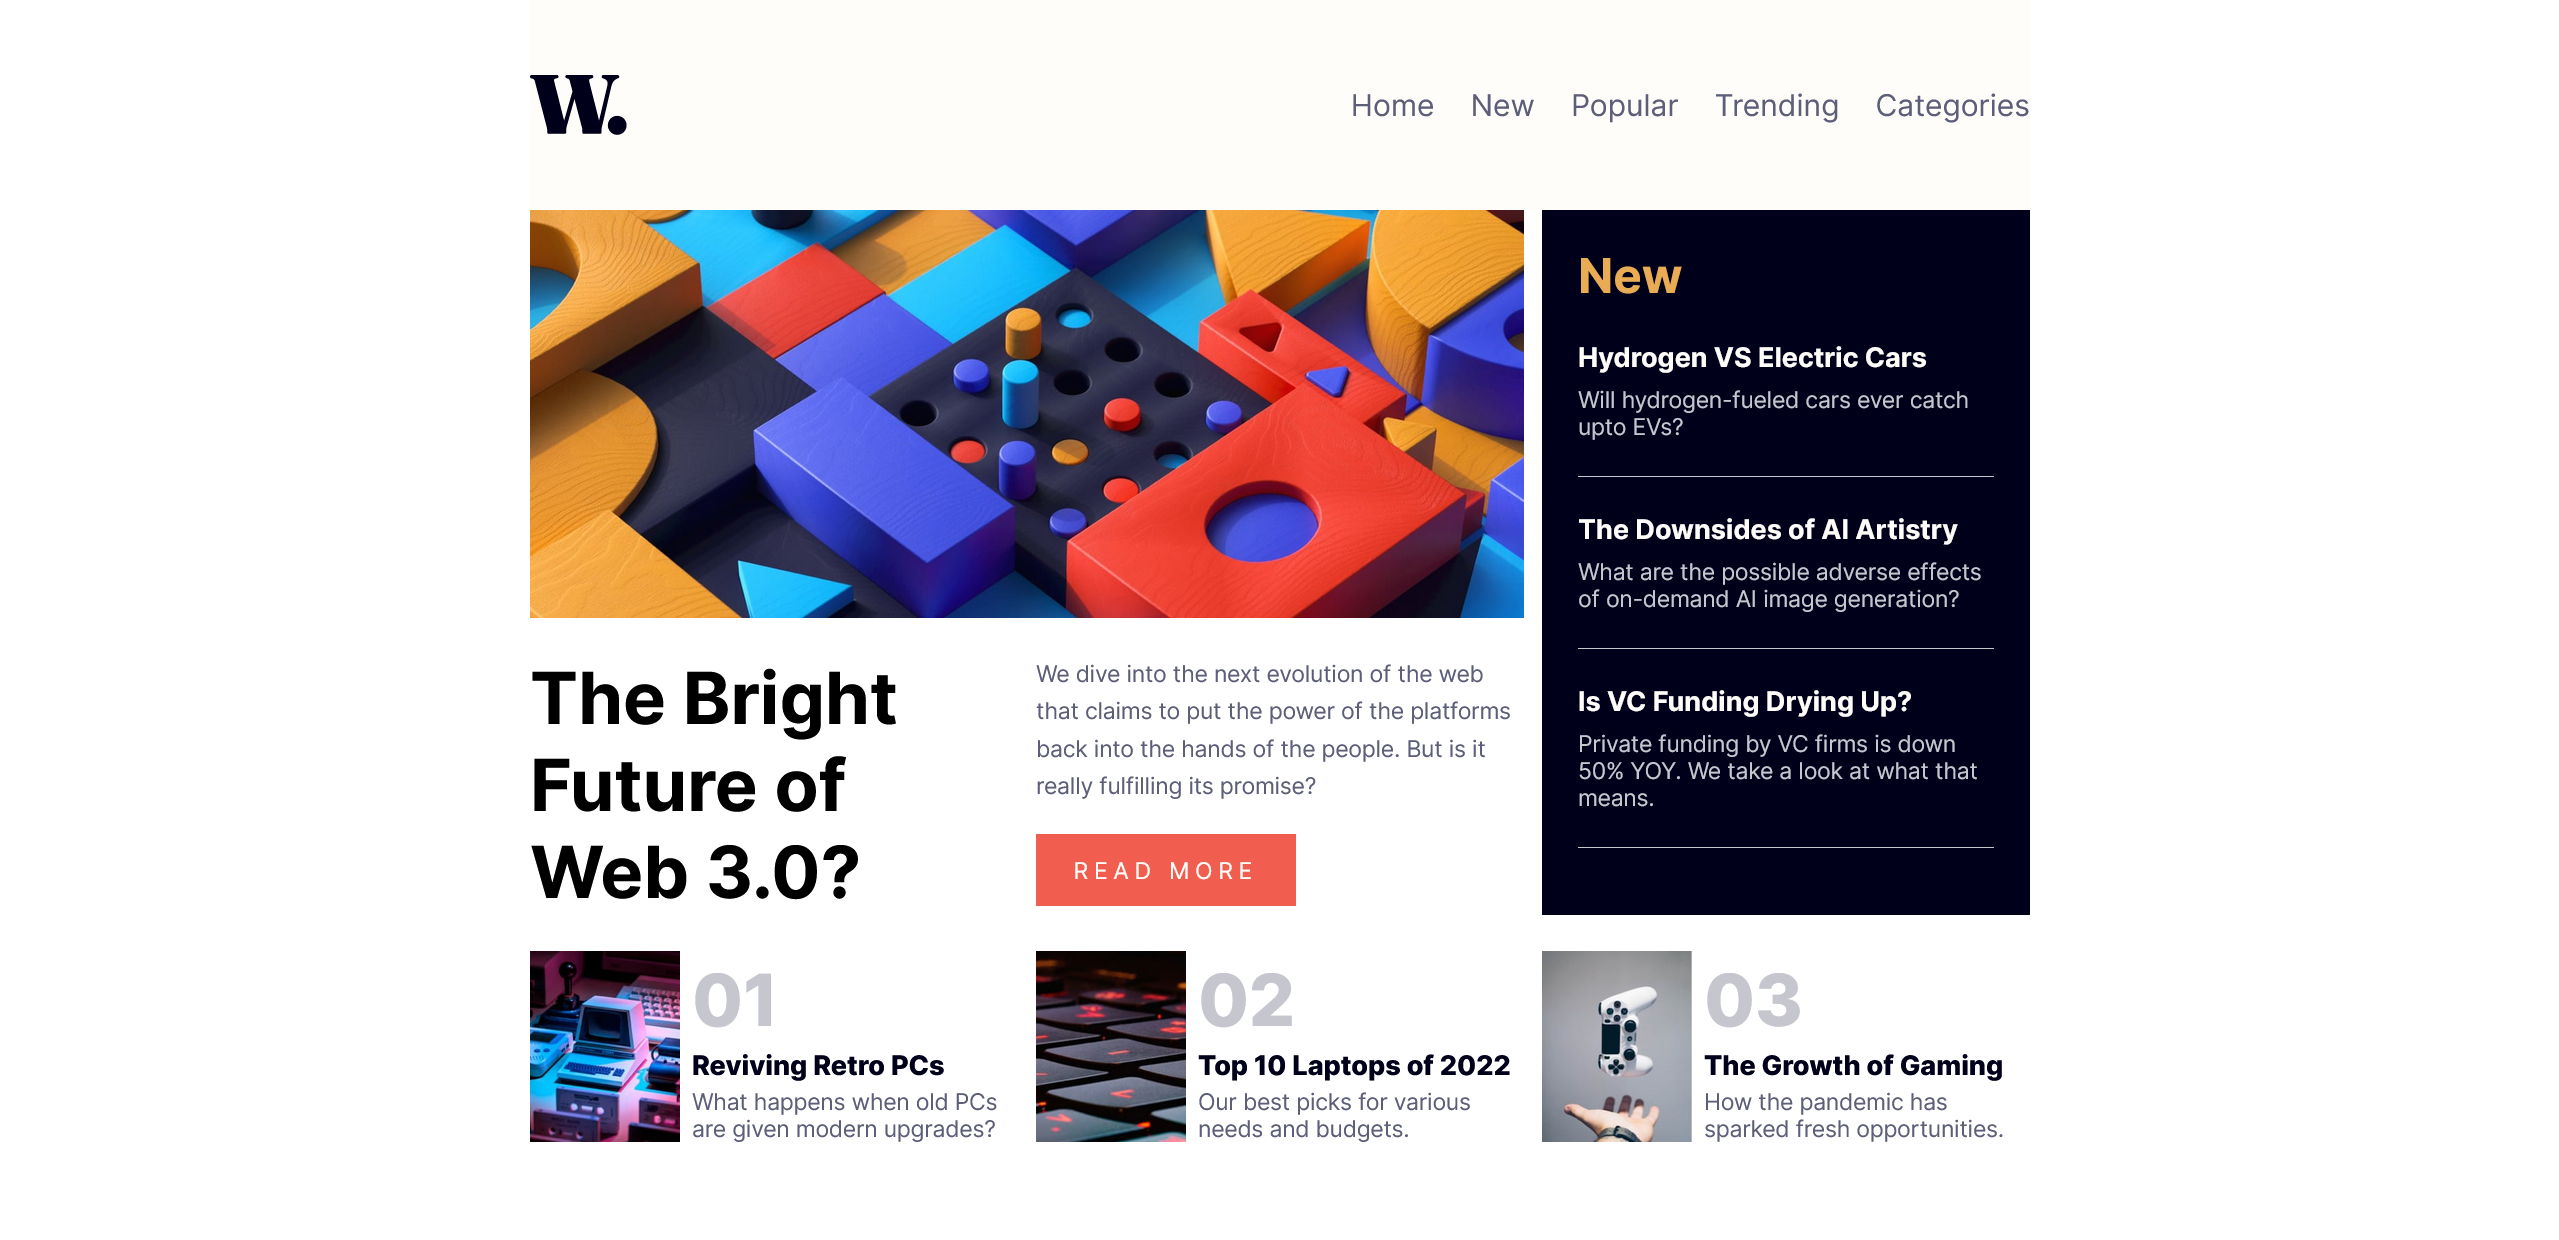 W.
Home New Popular Trending Categories
New
Hydrogen VS Electric Cars
Will hydrogen-fueled cars ever catch
upto EVs?
The Downsides of AI Artistry
What are the possible adverse effects
of on-demand AI image generation?
Is VC Funding Drying Up?
Private funding by VC firms is down
50% YOY. We take a look at what that
means.
The Bright
Future of
Web 3.0?
We dive into the next evolution of the web
that claims to put the power of the platforms
back into the hands of the people. But is it
really fulfilling its promise?
READ MORE
01
Reviving Retro PCs
What happens when old PCs
are given modern upgrades?
02
Top 10 Laptops of 2022
Our best picks for various
needs and budgets.
03
The Growth of Gaming
How the pandemic has
sparked fresh opportunities.